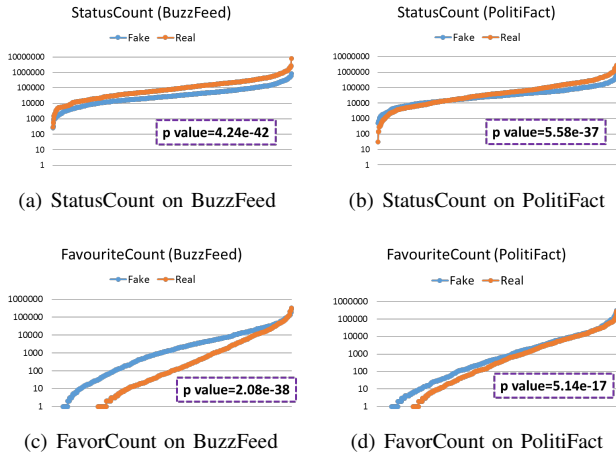 StatusCount (BuzzFeed)
Fake Real
10000000
1000000
100000
10000
1000
100
10
1
p value=4.24e-42
(a) StatusCount on BuzzFeed
StatusCount (PolitiFact)
Fake Real
10000000
1000000
100000
10000
1000
100
10
1
p value=5.58e-37
(b) StatusCount on PolitiFact
FavouriteCount (BuzzFeed)
Fake Real
1000000
100000
10000
1000
100
10
1
p value=2.08e-38
(c) FavorCount on BuzzFeed
FavouriteCount (PolitiFact)
Fake Real
1000000
100000
10000
1000
100
10
1
p value=5.14e-17
(d) FavorCount on PolitiFact